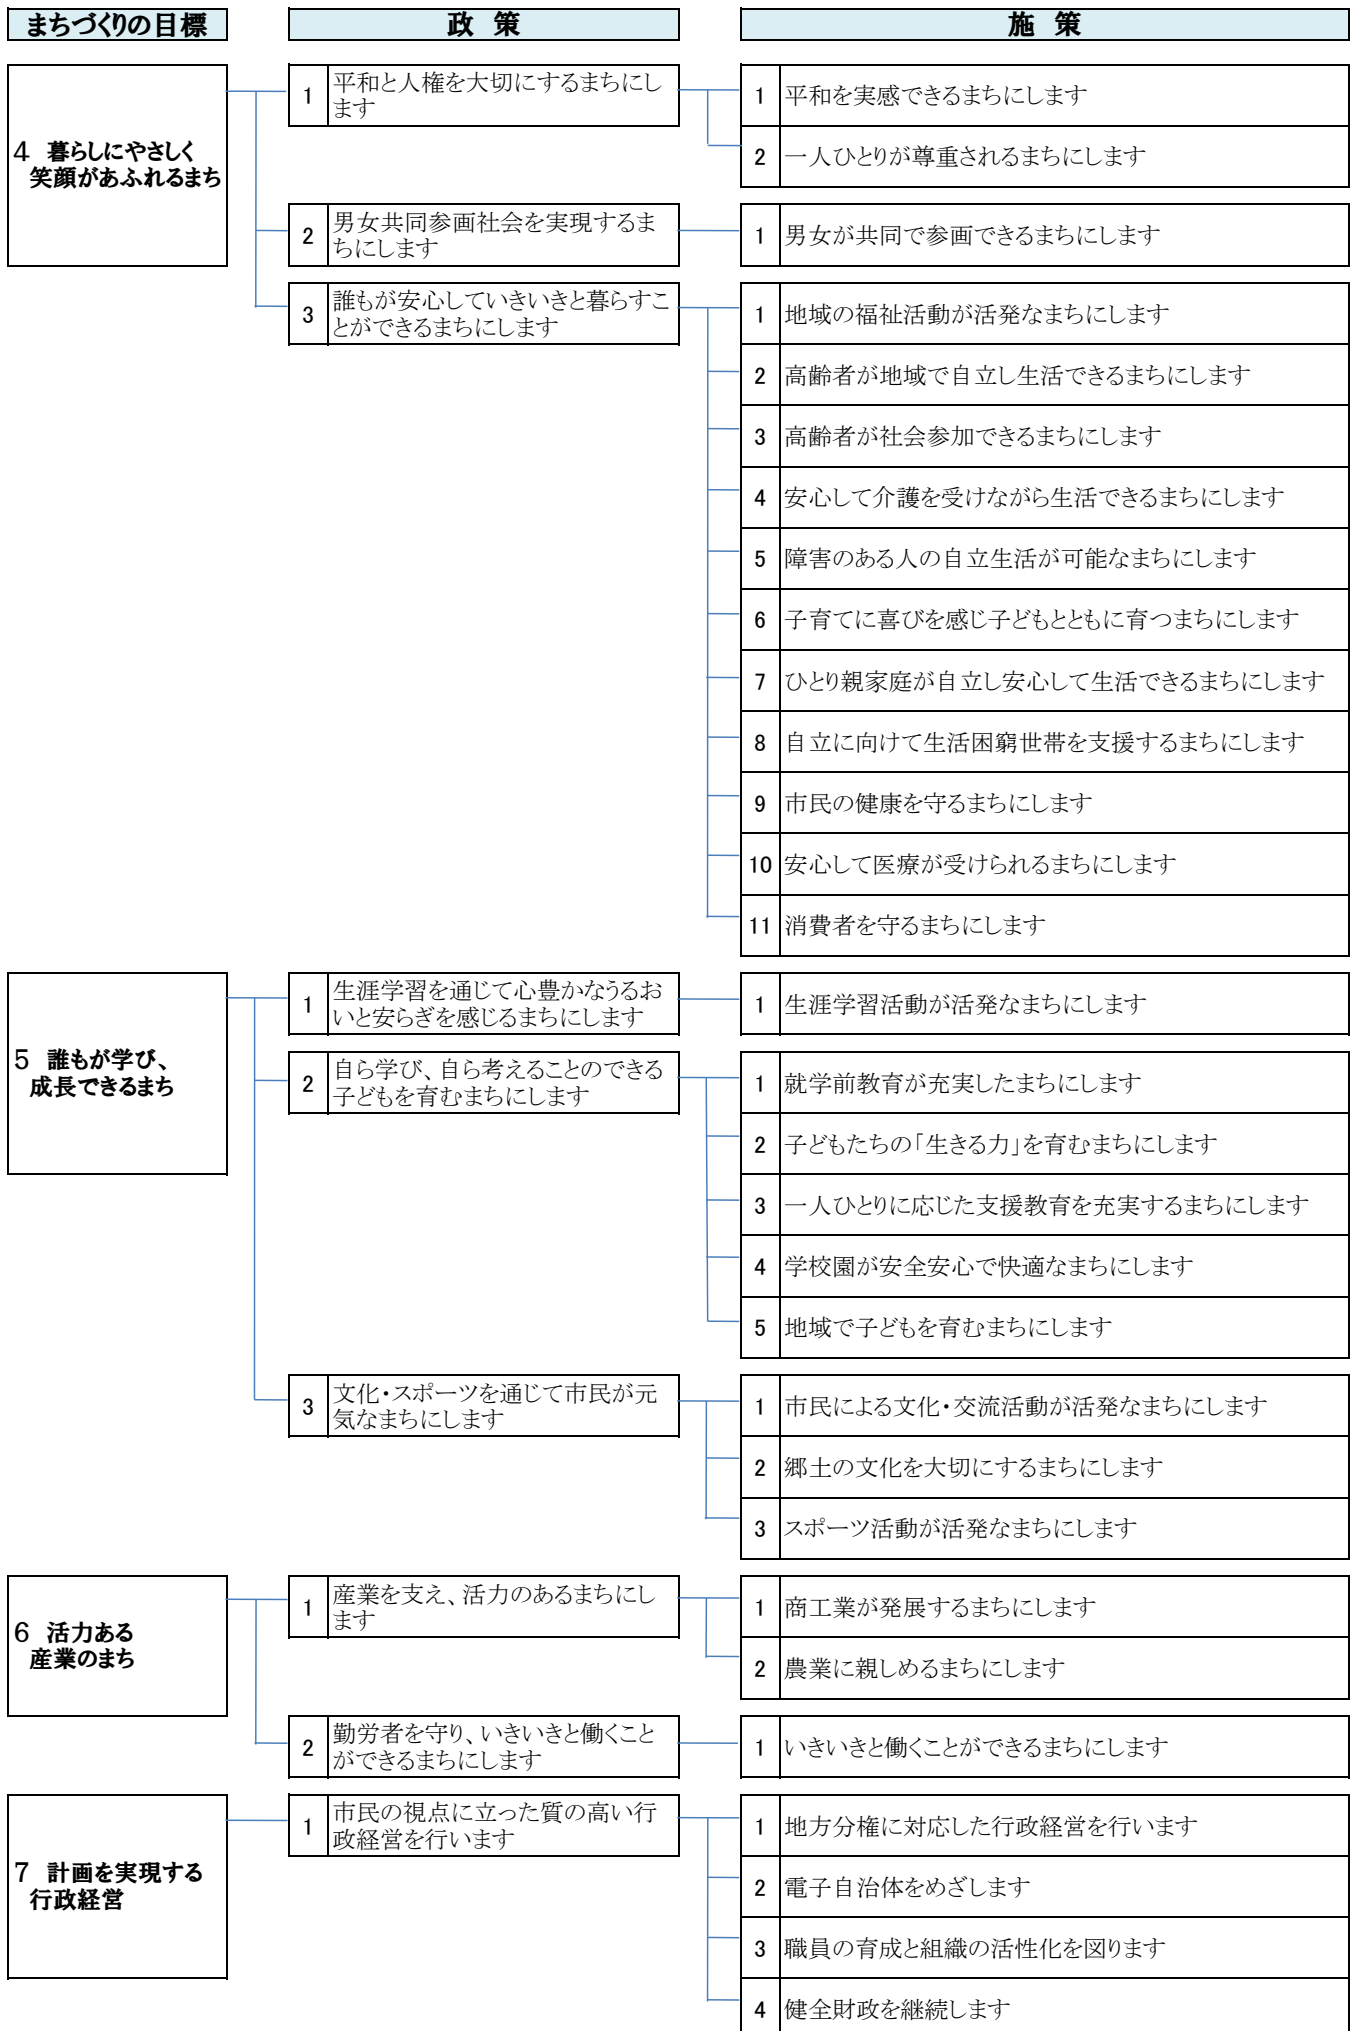 まちづくりの目標
政 策
施 策
4 暮らしにやさしく
笑顔があふれるまち
1 平和と人権を大切にするまちにし
ます
1 平和を実感できるまちにします
2 一人ひとりが尊重されるまちにします
2 男女共同参画社会を実現するま
ちにします
1 男女が共同で参画できるまちにします
3 誰もが安心していきいきと暮らすこ
とができるまちにします
1 地域の福祉活動が活発なまちにします
2 高齢者が地域で自立し生活できるまちにします
3 高齢者が社会参加できるまちにします
4 安心して介護を受けながら生活できるまちにします
5 障害のある人の自立生活が可能なまちにします
6 子育てに喜びを感じ子どもとともに育つまちにします
7 ひとり親家庭が自立し安心して生活できるまちにします
8 自立に向けて生活困窮世帯を支援するまちにします
9 市民の健康を守るまちにします
10 安心して医療が受けられるまちにします
11 消費者を守るまちにします
5 誰もが学び、
成長できるまち
1 生涯学習を通じて心豊かなうるお
いと安らぎを感じるまちにします
1 生涯学習活動が活発なまちにします
2 自ら学び、自ら考えることのできる
子どもを育むまちにします
1 就学前教育が充実したまちにします
2 子どもたちの「生きる力」を育むまちにします
3 一人ひとりに応じた支援教育を充実するまちにします
4 学校園が安全安心で快適なまちにします
5 地域で子どもを育むまちにします
3 文化・スポーツを通じて市民が元
気なまちにします
1 市民による文化・交流活動が活発なまちにします
2 郷土の文化を大切にするまちにします
3 スポーツ活動が活発なまちにします
6 活力ある
産業のまち
1 産業を支え、活力のあるまちにし
ます
1 商工業が発展するまちにします
2 農業に親しめるまちにします
2 勤労者を守り、いきいきと働くこと
ができるまちにします
1 いきいきと働くことができるまちにします
7 計画を実現する
行政経営
1 市民の視点に立った質の高い行
政経営を行います
1 地方分権に対応した行政経営を行います
2 電子自治体をめざします
3 職員の育成と組織の活性化を図ります
4 健全財政を継続します